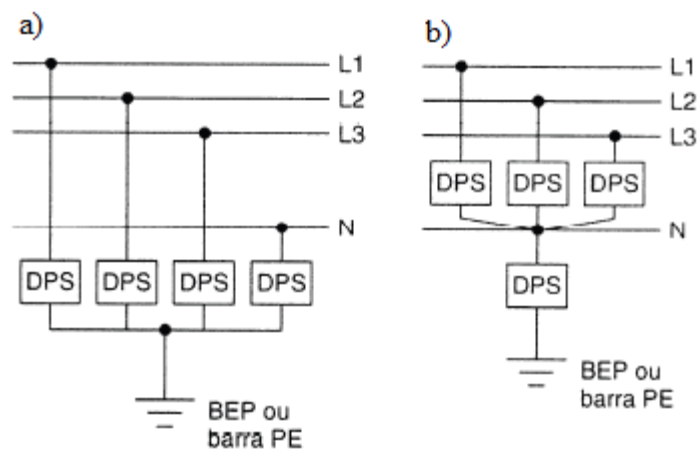 a)
L1
L2
L3
N
DPS DPS DPS DPS
BEP ou
barra PE
b)
L1
L2
L3
DPS DPS DPS
N
DPS
BEP ou
barra PE